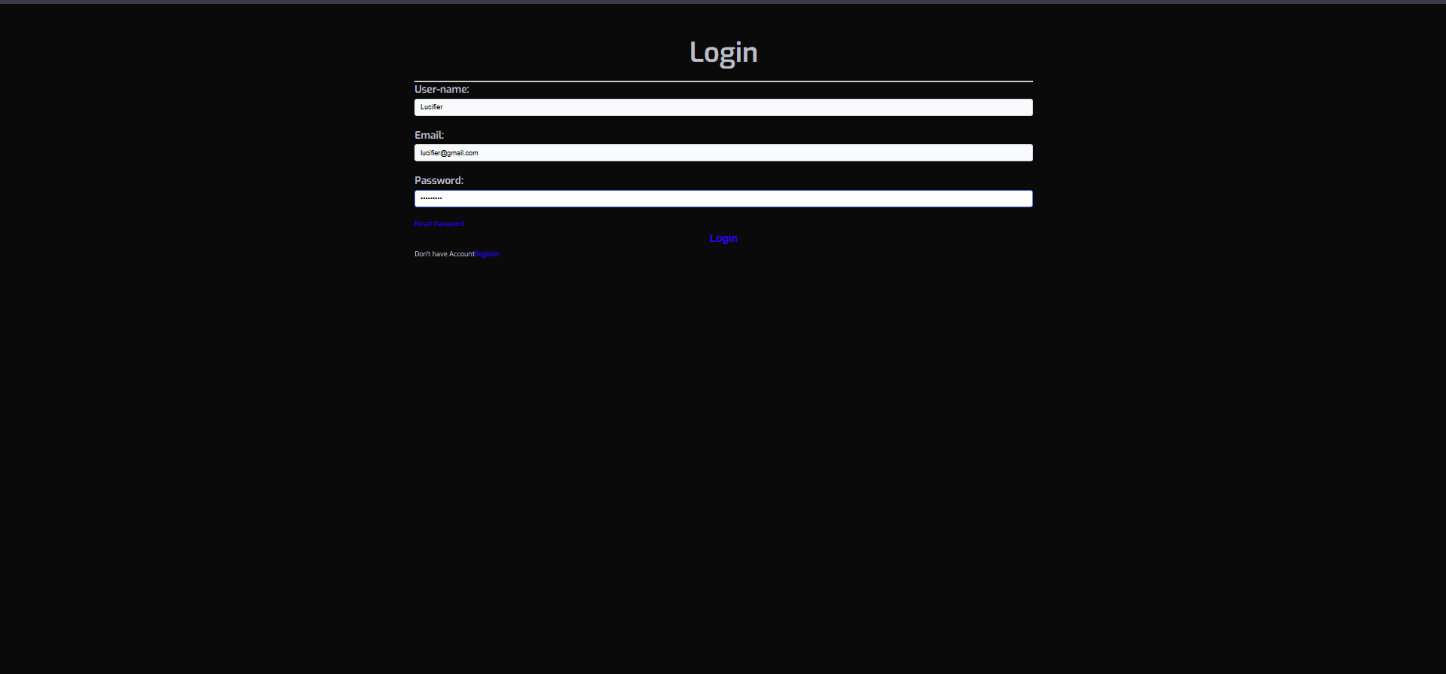 Login
User-name:
Lucifier
Email:
lucifier@gmail.com
Password:
•••••••••
Forgot Password
Login
Don't have AccountRegister